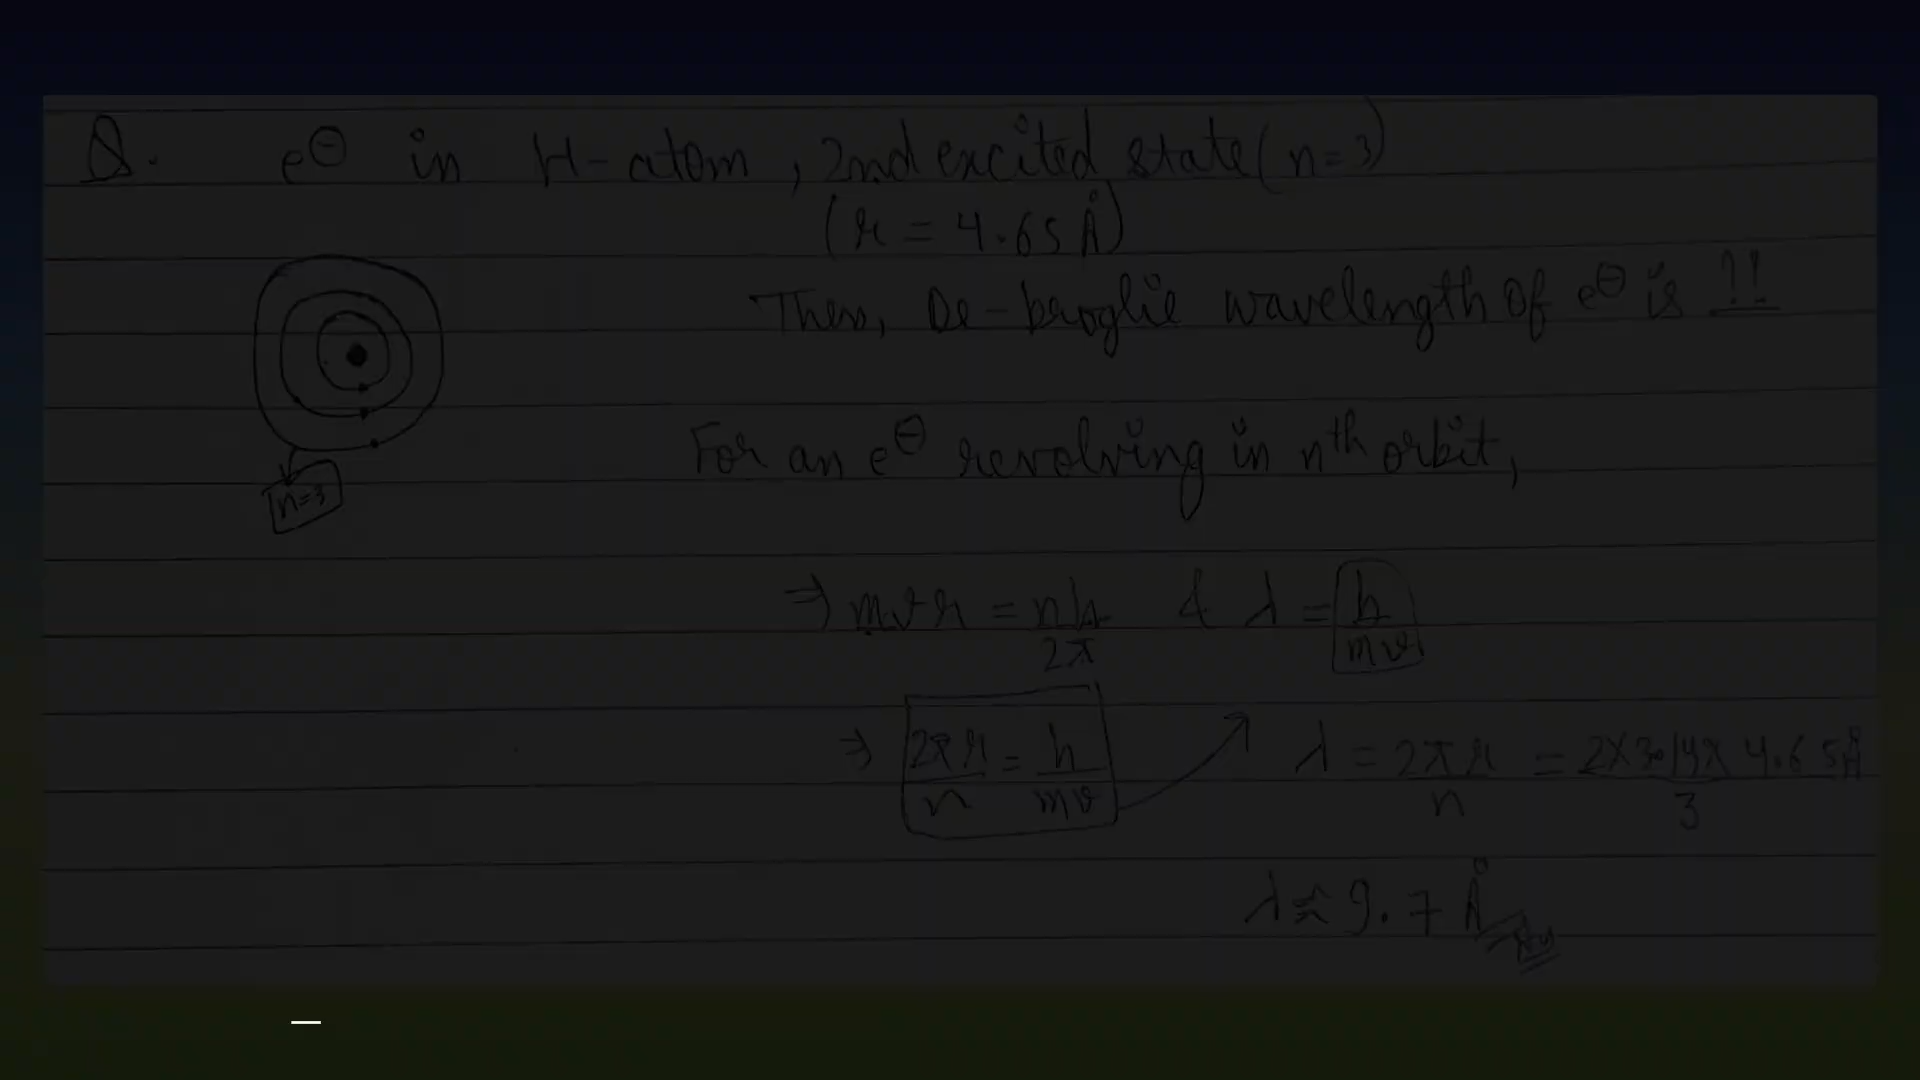 Q. e⊖ in H-atom, 2nd excited state (n=3)
(r = 4.65 Å)
Then, De-broglie wavelength of e⊖ is !!
For an e⊖ revolving in nth orbit,
n=3
⇒ mvr = nh/2π & λ = h/mv
⇒ 2πr/n = h/mv λ = 2πr/n = 2×3.14×4.65Å/3
λ ≈ 9.7 Å